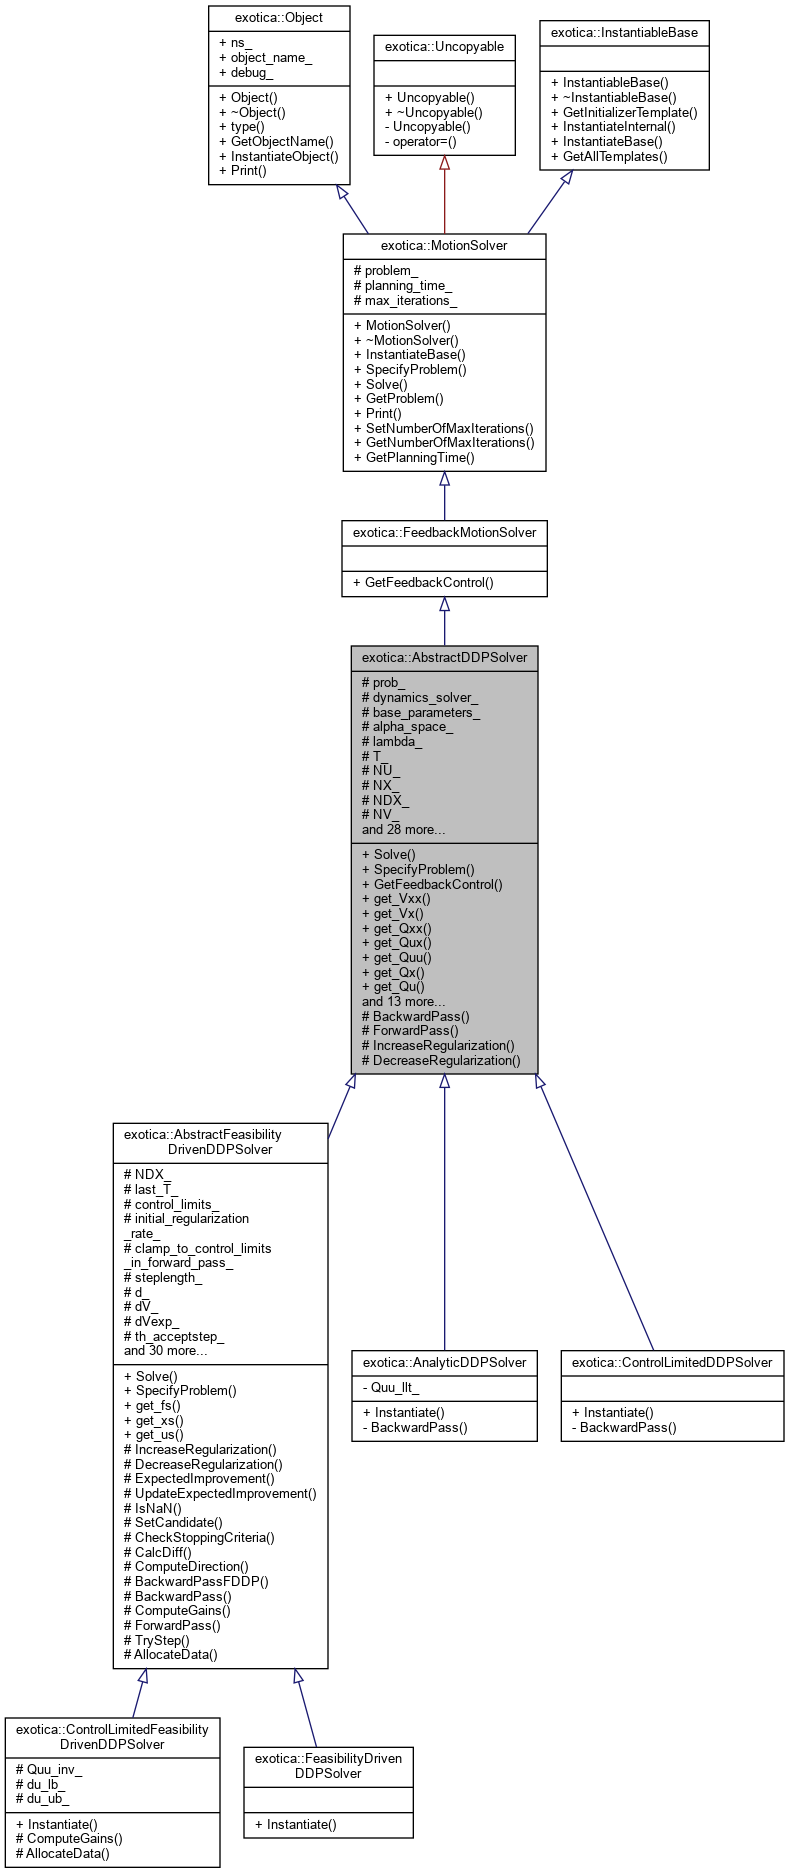 exotica::Object
+ ns_
+ object_name_
+ debug_
+ Object()
+ ~Object()
+ type()
+ GetObjectName()
+ InstantiateObject()
+ Print()
exotica::Uncopyable
+ Uncopyable()
+ ~Uncopyable()
- Uncopyable()
- operator=()
exotica::InstantiableBase
+ InstantiableBase()
+ ~InstantiableBase()
+ GetInitializerTemplate()
+ InstantiateInternal()
+ InstantiateBase()
+ GetAllTemplates()
exotica::MotionSolver
# problem_
# planning_time_
# max_iterations_
+ MotionSolver()
+ ~MotionSolver()
+ InstantiateBase()
+ SpecifyProblem()
+ Solve()
+ GetProblem()
+ Print()
+ SetNumberOfMaxIterations()
+ GetNumberOfMaxIterations()
+ GetPlanningTime()
exotica::FeedbackMotionSolver
+ GetFeedbackControl()
exotica::AbstractDDPSolver
# prob_
# dynamics_solver_
# base_parameters_
# alpha_space_
# lambda_
# T_
# NU_
# NX_
# NDX_
# NV_
and 28 more...
+ Solve()
+ SpecifyProblem()
+ GetFeedbackControl()
+ get_Vxx()
+ get_Vx()
+ get_Qxx()
+ get_Qux()
+ get_Quu()
+ get_Qx()
+ get_Qu()
and 13 more...
# BackwardPass()
# ForwardPass()
# IncreaseRegularization()
# DecreaseRegularization()
exotica::AbstractFeasibility
DrivenDDPSolver
# NDX_
# last_T_
# control_limits_
# initial_regularization
_rate_
# clamp_to_control_limits
_in_forward_pass_
# steplength_
# d_
# dV_
# dVexp_
# th_acceptstep_
and 30 more...
+ Solve()
+ SpecifyProblem()
+ get_fs()
+ get_xs()
+ get_us()
# IncreaseRegularization()
# DecreaseRegularization()
# ExpectedImprovement()
# UpdateExpectedImprovement()
# IsNaN()
# SetCandidate()
# CheckStoppingCriteria()
# CalcDiff()
# ComputeDirection()
# BackwardPassFDDP()
# BackwardPass()
# ComputeGains()
# ForwardPass()
# TryStep()
# AllocateData()
exotica::AnalyticDDPSolver
- Quu_llt_
+ Instantiate()
- BackwardPass()
exotica::ControlLimitedDDPSolver
+ Instantiate()
- BackwardPass()
exotica::ControlLimitedFeasibility
DrivenDDPSolver
# Quu_inv_
# du_lb_
# du_ub_
+ Instantiate()
# ComputeGains()
# AllocateData()
exotica::FeasibilityDriven
DDPSolver
+ Instantiate()